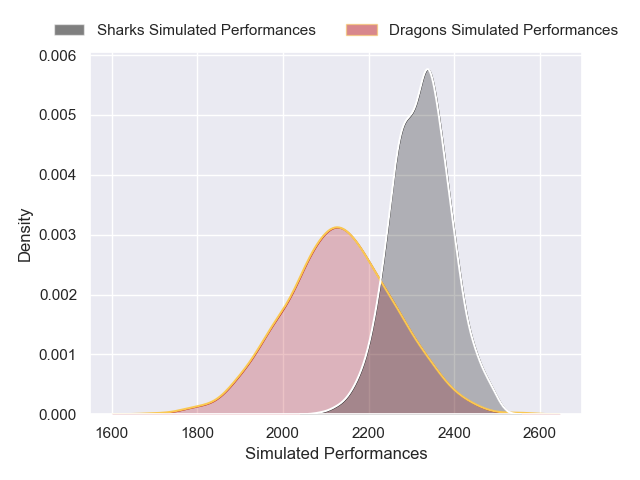 Sharks Simulated Performances Dragons Simulated Performances
0.006
0.005
0.004
0.003
0.002
0.001
0.000
Density
1600 1800 2000 2200 2400 2600
Simulated Performances